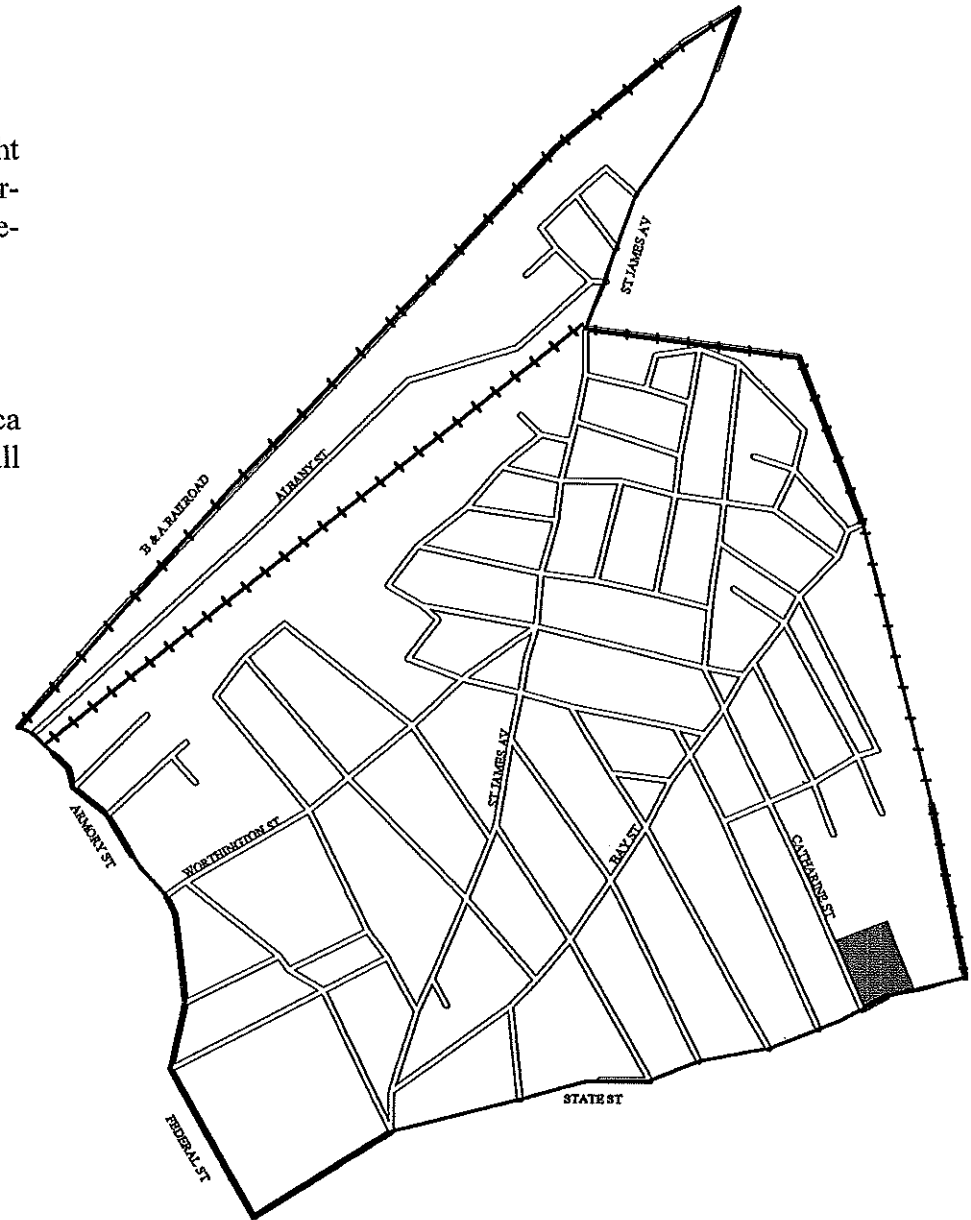 nt
r-
e-
ca
ll
ST JAMES AV
ALBANY ST
B & A RAILROAD
ST JAMES AV
ARMORY ST
WORTHINGTON ST
BAY ST
CATHARINE ST
STATE ST
FEDERAL ST